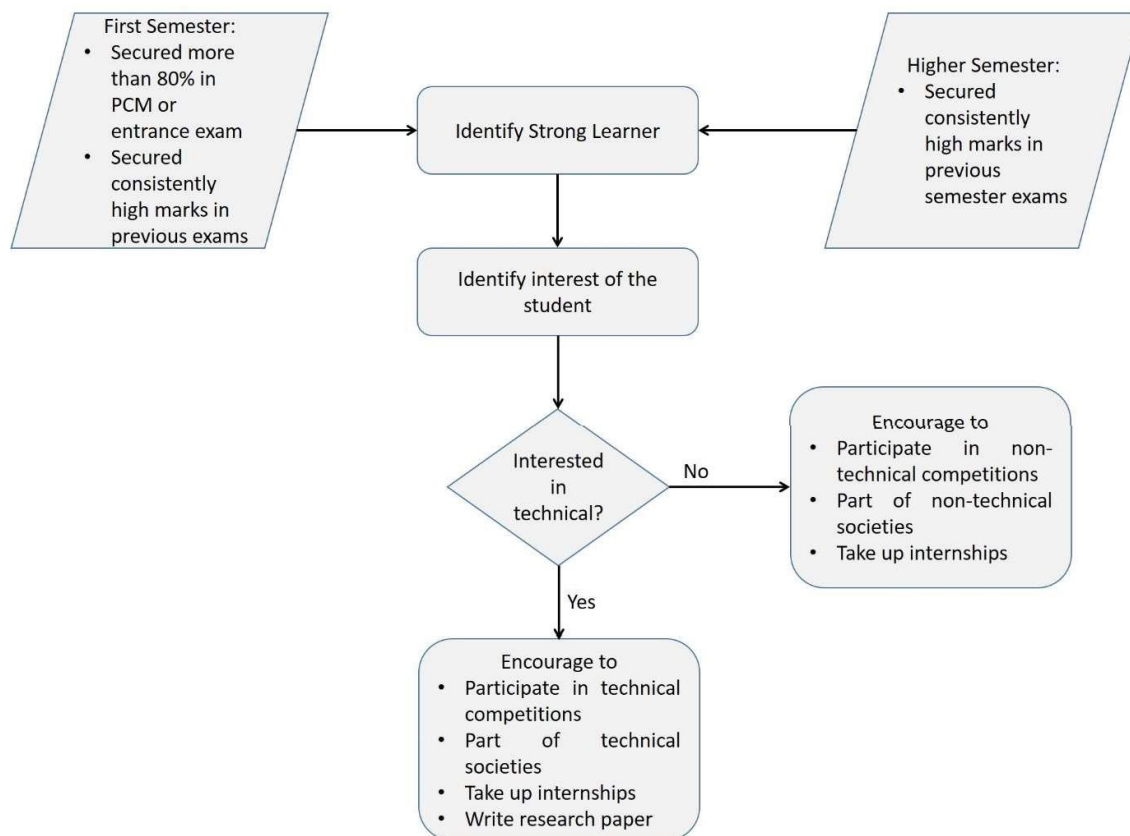 First Semester:
• Secured more
than 80% in
PCM or
entrance exam
• Secured
consistently
high marks in
previous exams
Identify Strong Learner
Higher Semester:
• Secured
consistently
high marks in
previous
semester exams
Identify interest of the
student
Interested
in
technical?
No
Encourage to
• Participate in non-
technical competitions
• Part of non-technical
societies
• Take up internships
Yes
Encourage to
• Participate in technical
competitions
• Part of technical
societies
• Take up internships
• Write research paper